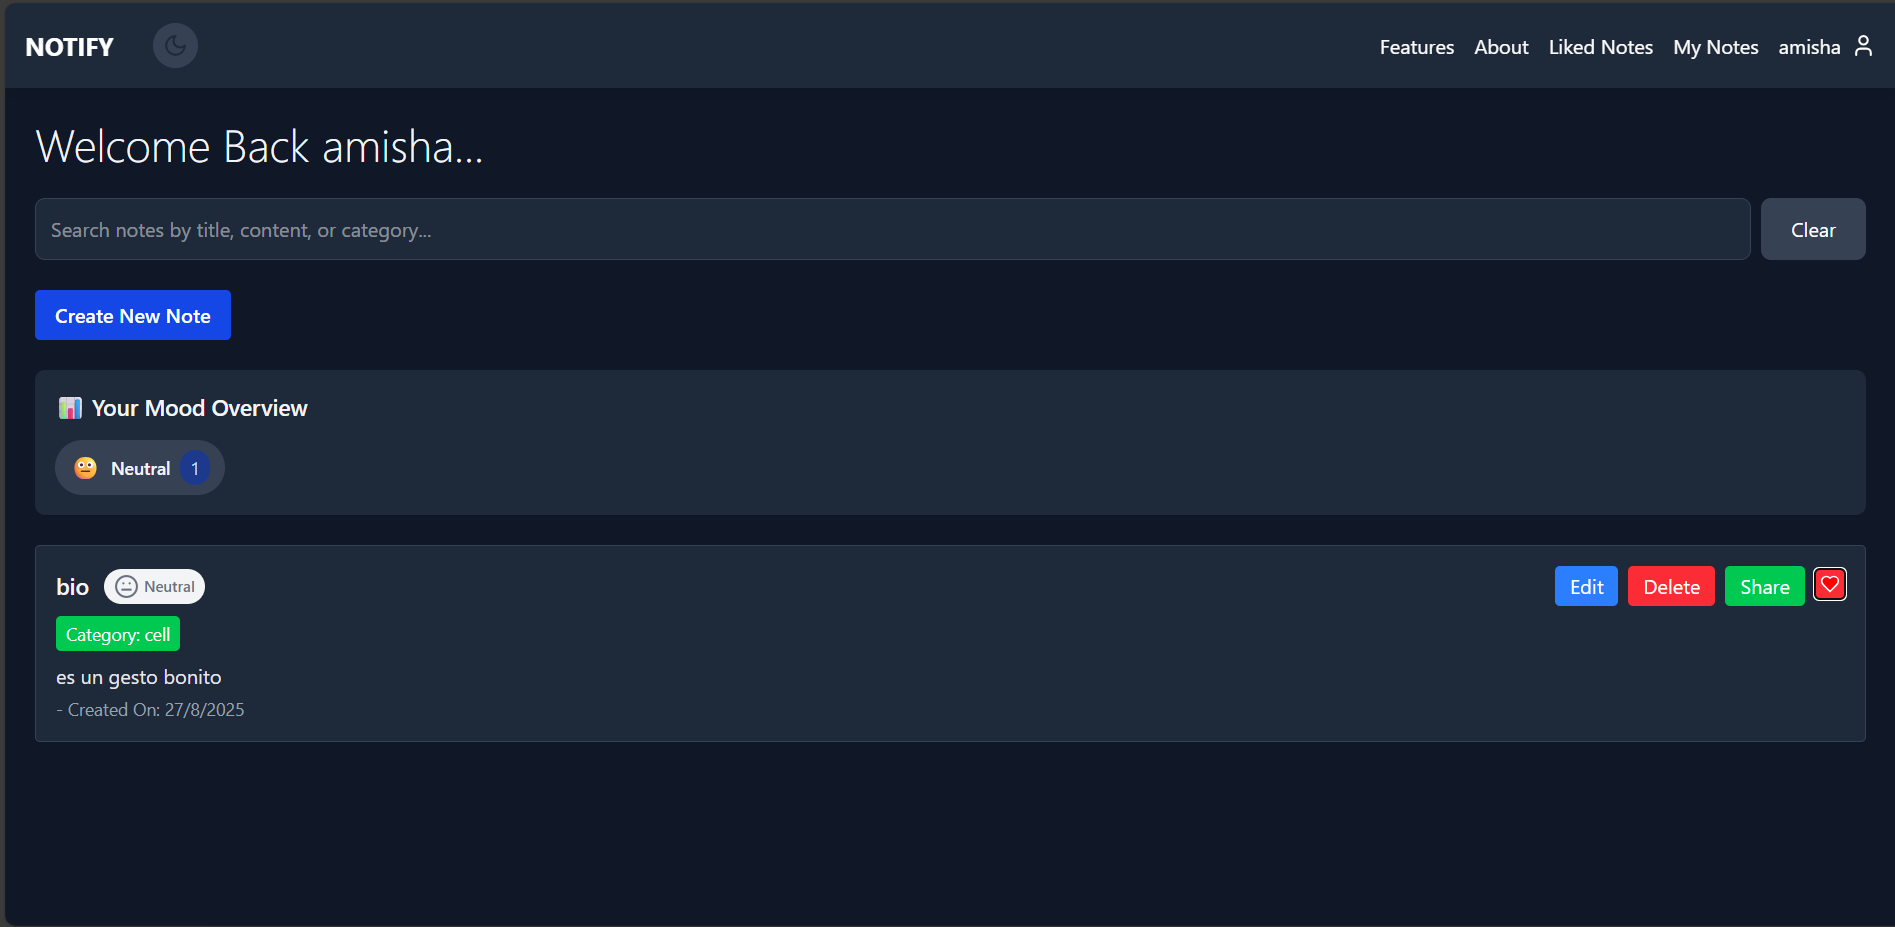 NOTIFY
Features About Liked Notes My Notes amisha
Welcome Back amisha...
Search notes by title, content, or category...
Clear
Create New Note
📊 Your Mood Overview
😐 Neutral 1
bio Neutral
Edit Delete Share
Category: cell
es un gesto bonito
- Created On: 27/8/2025